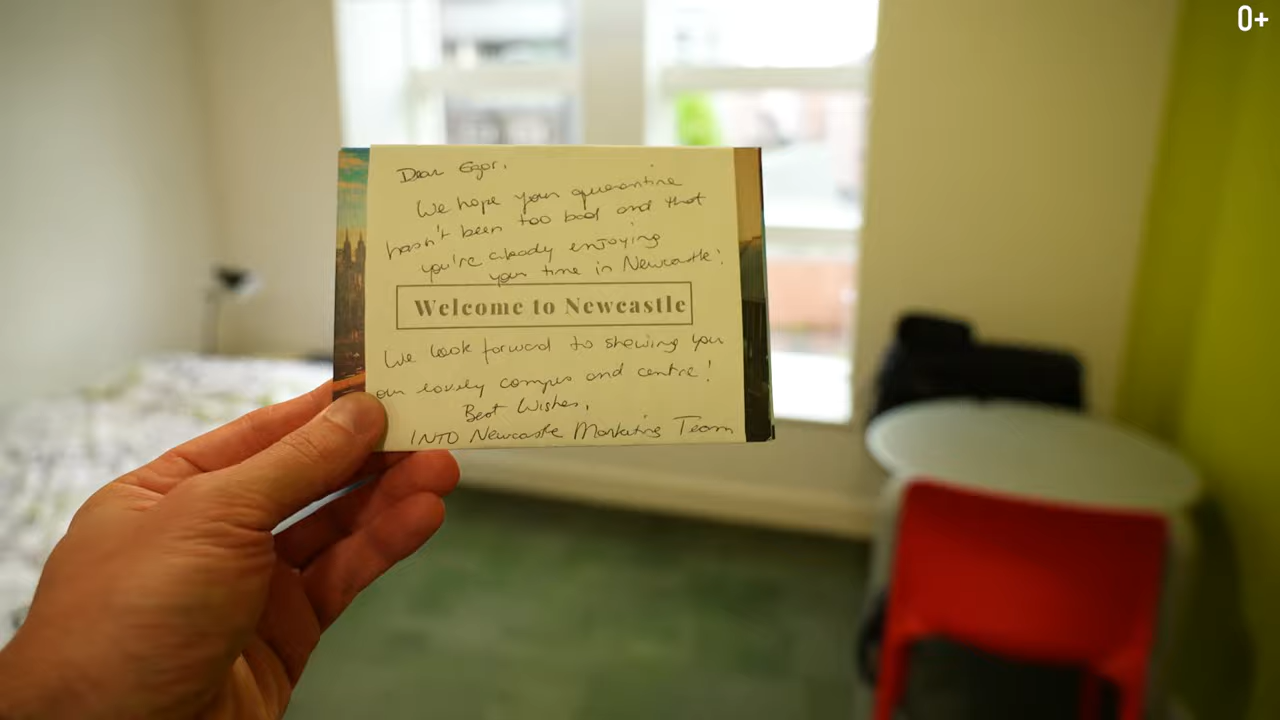 0+
Dear Egor,
We hope your quarantine
hasn't been too bad and that
you're already enjoying
your time in Newcastle!
Welcome to Newcastle
We look forward to showing you
our lovely campus and centre!
Best Wishes,
INTO Newcastle Marketing Team